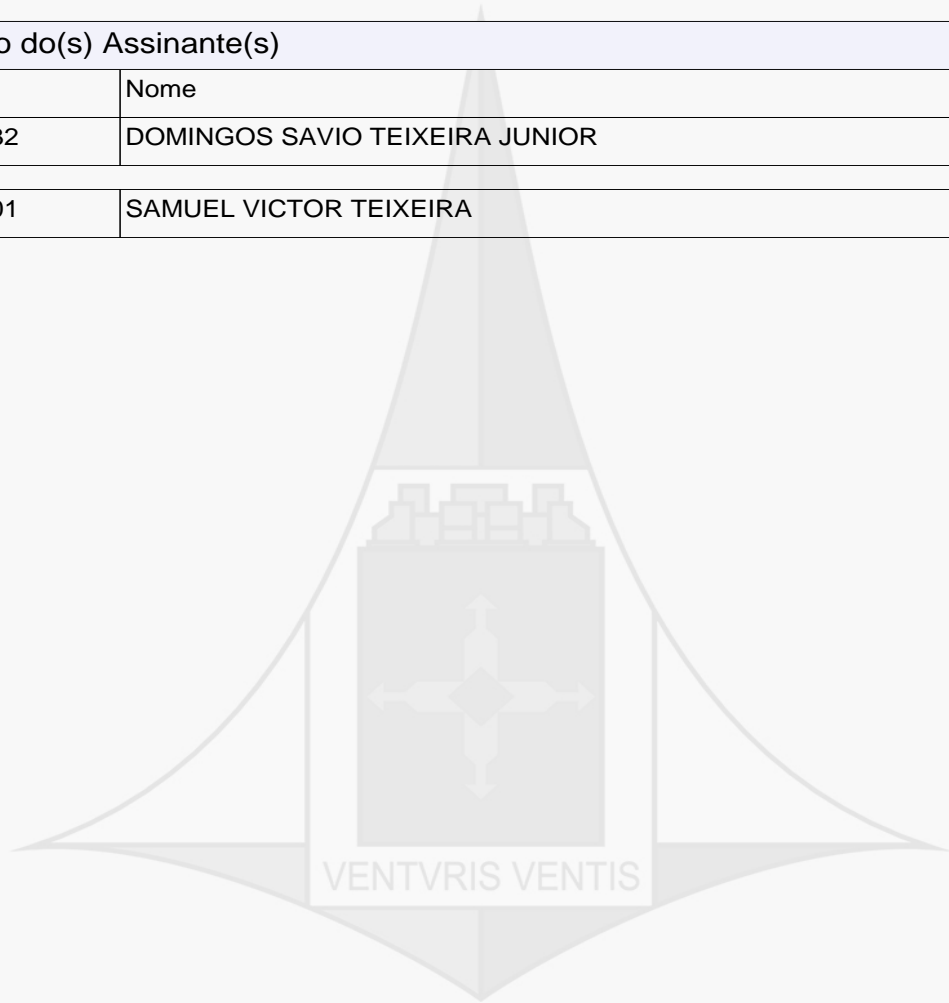 o do(s) Assinante(s)
Nome
32 DOMINGOS SAVIO TEIXEIRA JUNIOR
01 SAMUEL VICTOR TEIXEIRA
VENTVRIS VENTIS